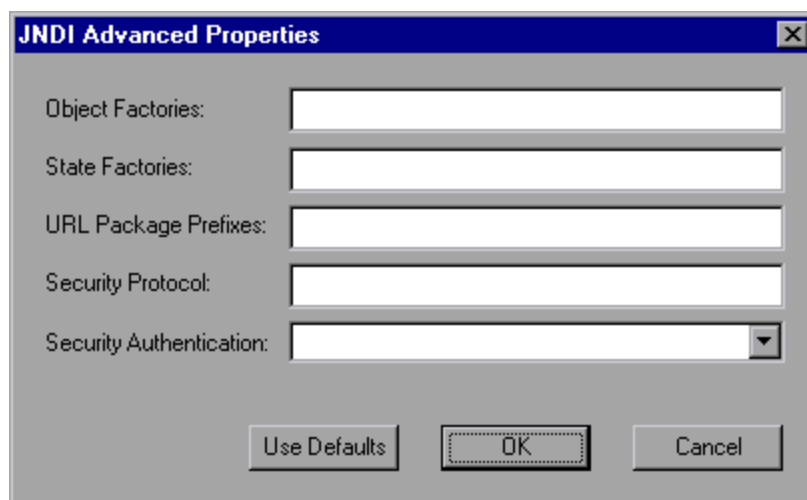 JNDI Advanced Properties
Object Factories:
State Factories:
URL Package Prefixes:
Security Protocol:
Security Authentication:
Use Defaults OK Cancel